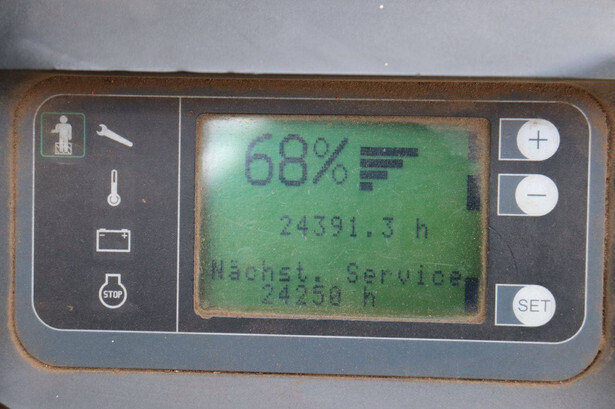 68%
24391.3 h
Nächst. Service
24250 h
+
−
SET
- +
STOP